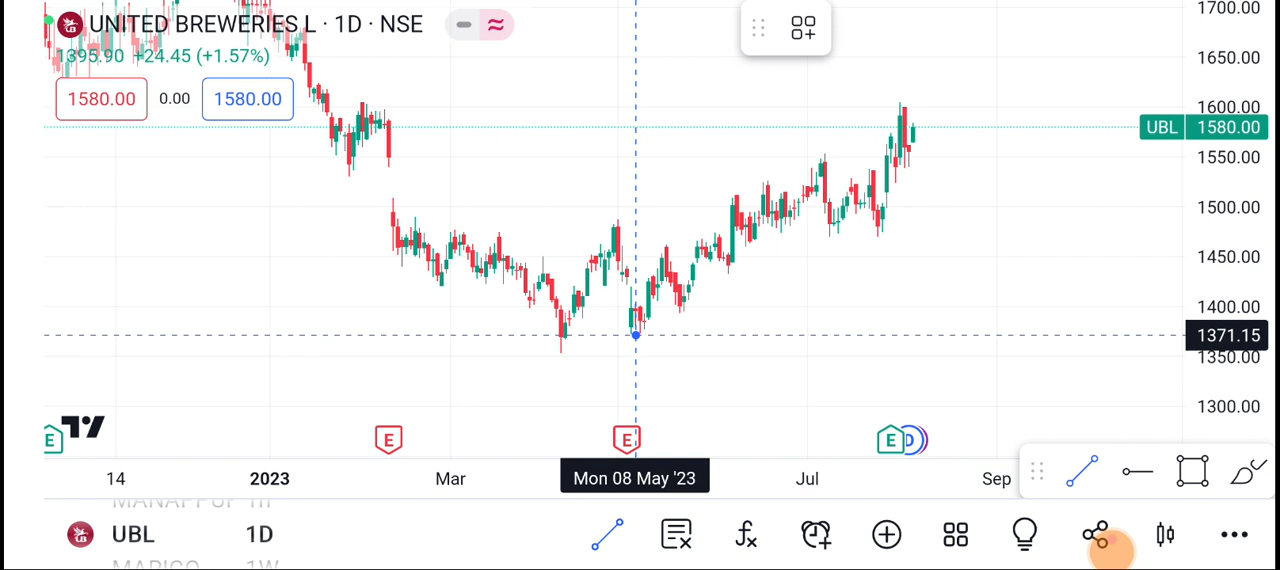 1700.00
UNITED BREWERIES L · 1D · NSE
1395.90 +24.45 (+1.57%)
1650.00
1580.00 0.00 1580.00
1600.00
UBL 1580.00
1550.00
1500.00
1450.00
1400.00
1371.15
1350.00
1300.00
E E E E D
14 2023 Mar Mon 08 May '23 Jul Sep
UBL 1D